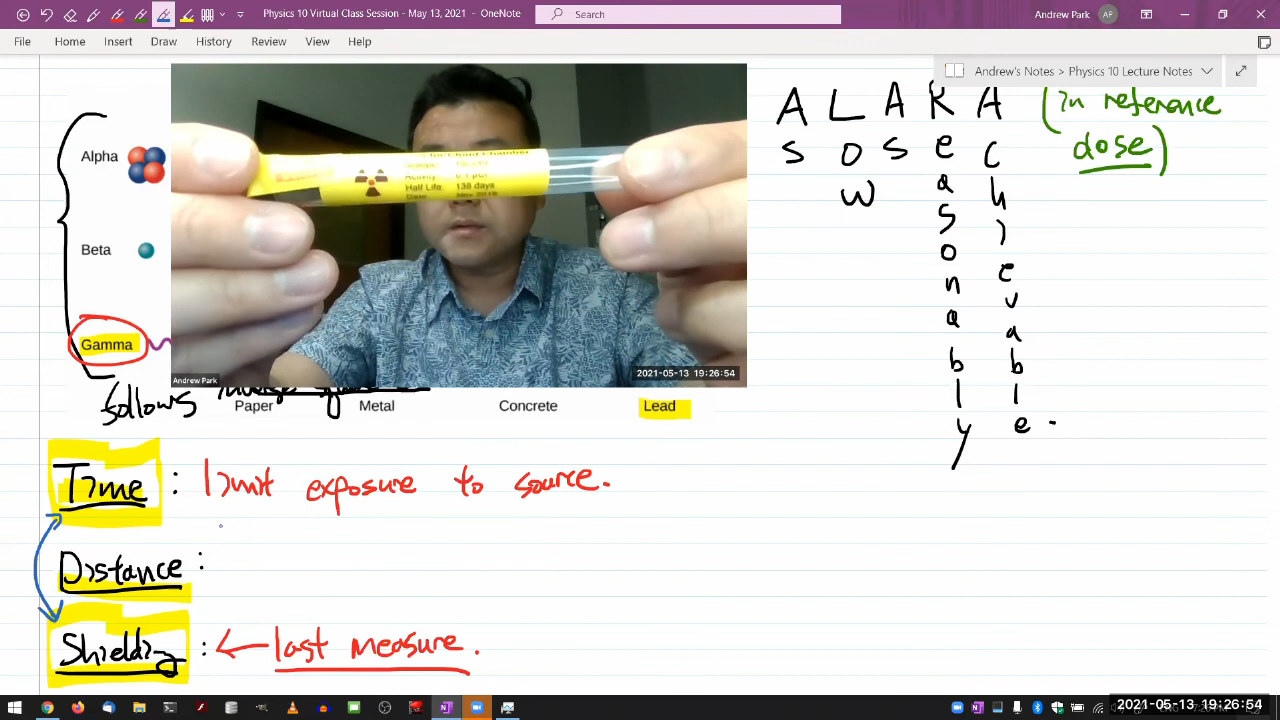 Physics 10 Virtual Class Session - May 13, 2021 - OneNote
Search
Andrew Park
AP
File Home Insert Draw History Review View Help
Andrew's Notes > Physics 10 Lecture Notes
A L A R A (in reference
dose)
s o s e c
w a h
s i
o e
n v
a a
b b
l l
y e.
Alpha
Beta
Gamma
Half Life: 138 days
Andrew Park
2021-05-13 19:26:54
follows inverse
Paper Metal Concrete Lead
Time: limit exposure to source.
Distance:
Shielding: ← last measure.
2021-05-13 19:26:54